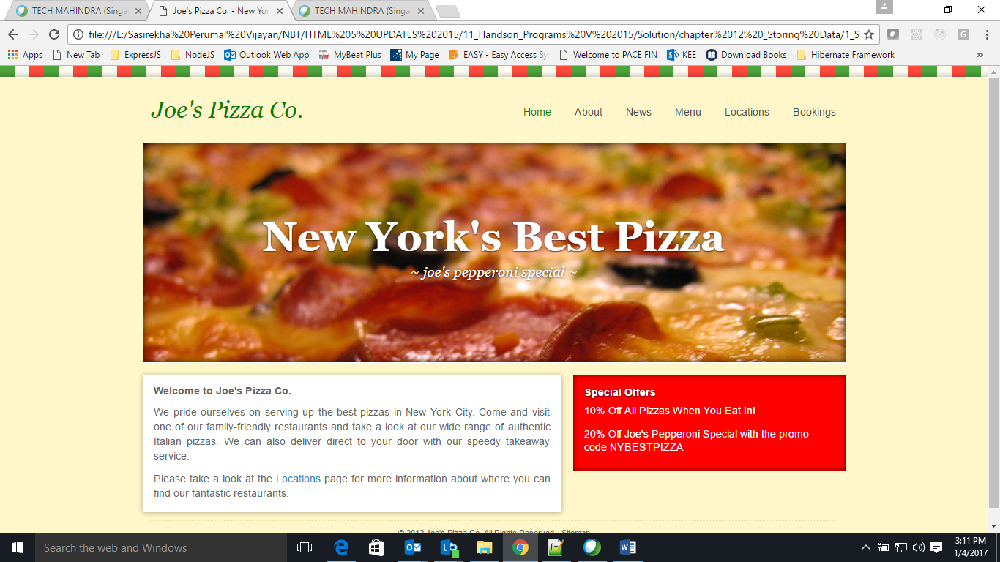 TECH MAHINDRA (Singa
Joe's Pizza Co. - New Yor
TECH MAHINDRA (Singa
file:///E:/Sasirekha%20Perumal%20Vijayan/NBT/HTML%205%20UPDATES%202015/11_Handson_Programs%20V%202015/Solution/chapter%2012%20_Storing%20Data/1_S
Apps
New Tab
ExpressJS
NodeJS
Outlook Web App
MyBeat Plus
My Page
EASY - Easy Access Sy
Welcome to PACE FIN
KEE
Download Books
Hibernate Framework
»
Joe's Pizza Co.
Home About News Menu Locations Bookings
New York's Best Pizza
~ joe's pepperoni special ~
Welcome to Joe's Pizza Co.
We pride ourselves on serving up the best pizzas in New York City. Come and visit
one of our family-friendly restaurants and take a look at our wide range of authentic
Italian pizzas. We can also deliver direct to your door with our speedy takeaway
service.
Please take a look at the Locations page for more information about where you can
find our fantastic restaurants.
Special Offers
10% Off All Pizzas When You Eat In!
20% Off Joe's Pepperoni Special with the promo
code NYBESTPIZZA
© 2012 Joe's Pizza Co. All Rights Reserved - Sitemap
Search the web and Windows
3:11 PM
1/4/2017